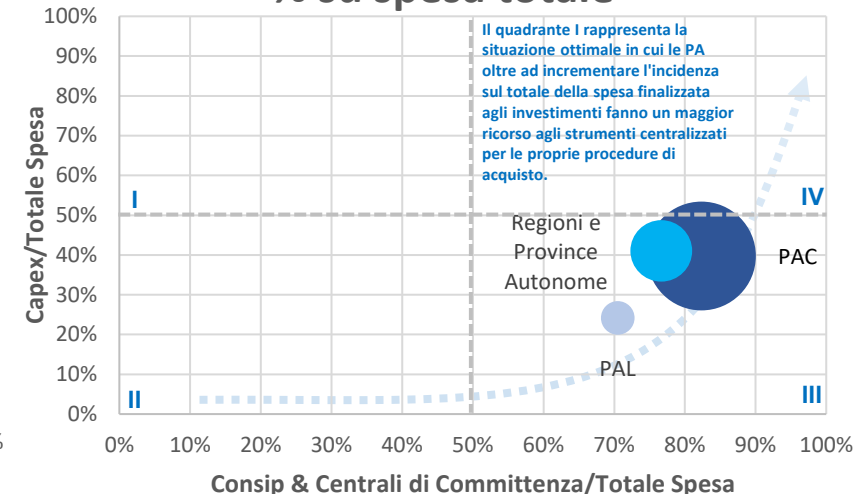 % su spesa totale
Il quadrante I rappresenta la
situazione ottimale in cui le PA
oltre ad incrementare l'incidenza
sul totale della spesa finalizzata
agli investimenti fanno un maggior
ricorso agli strumenti centralizzati
per le proprie procedure di
acquisto.
Capex/Totale Spesa
100%
90%
80%
70%
60%
50%
40%
30%
20%
10%
0%
I
IV
Regioni e
Province
Autonome
PAC
PAL
II
III
%
0%
10%
20%
30%
40%
50%
60%
70%
80%
90%
100%
Consip & Centrali di Committenza/Totale Spesa